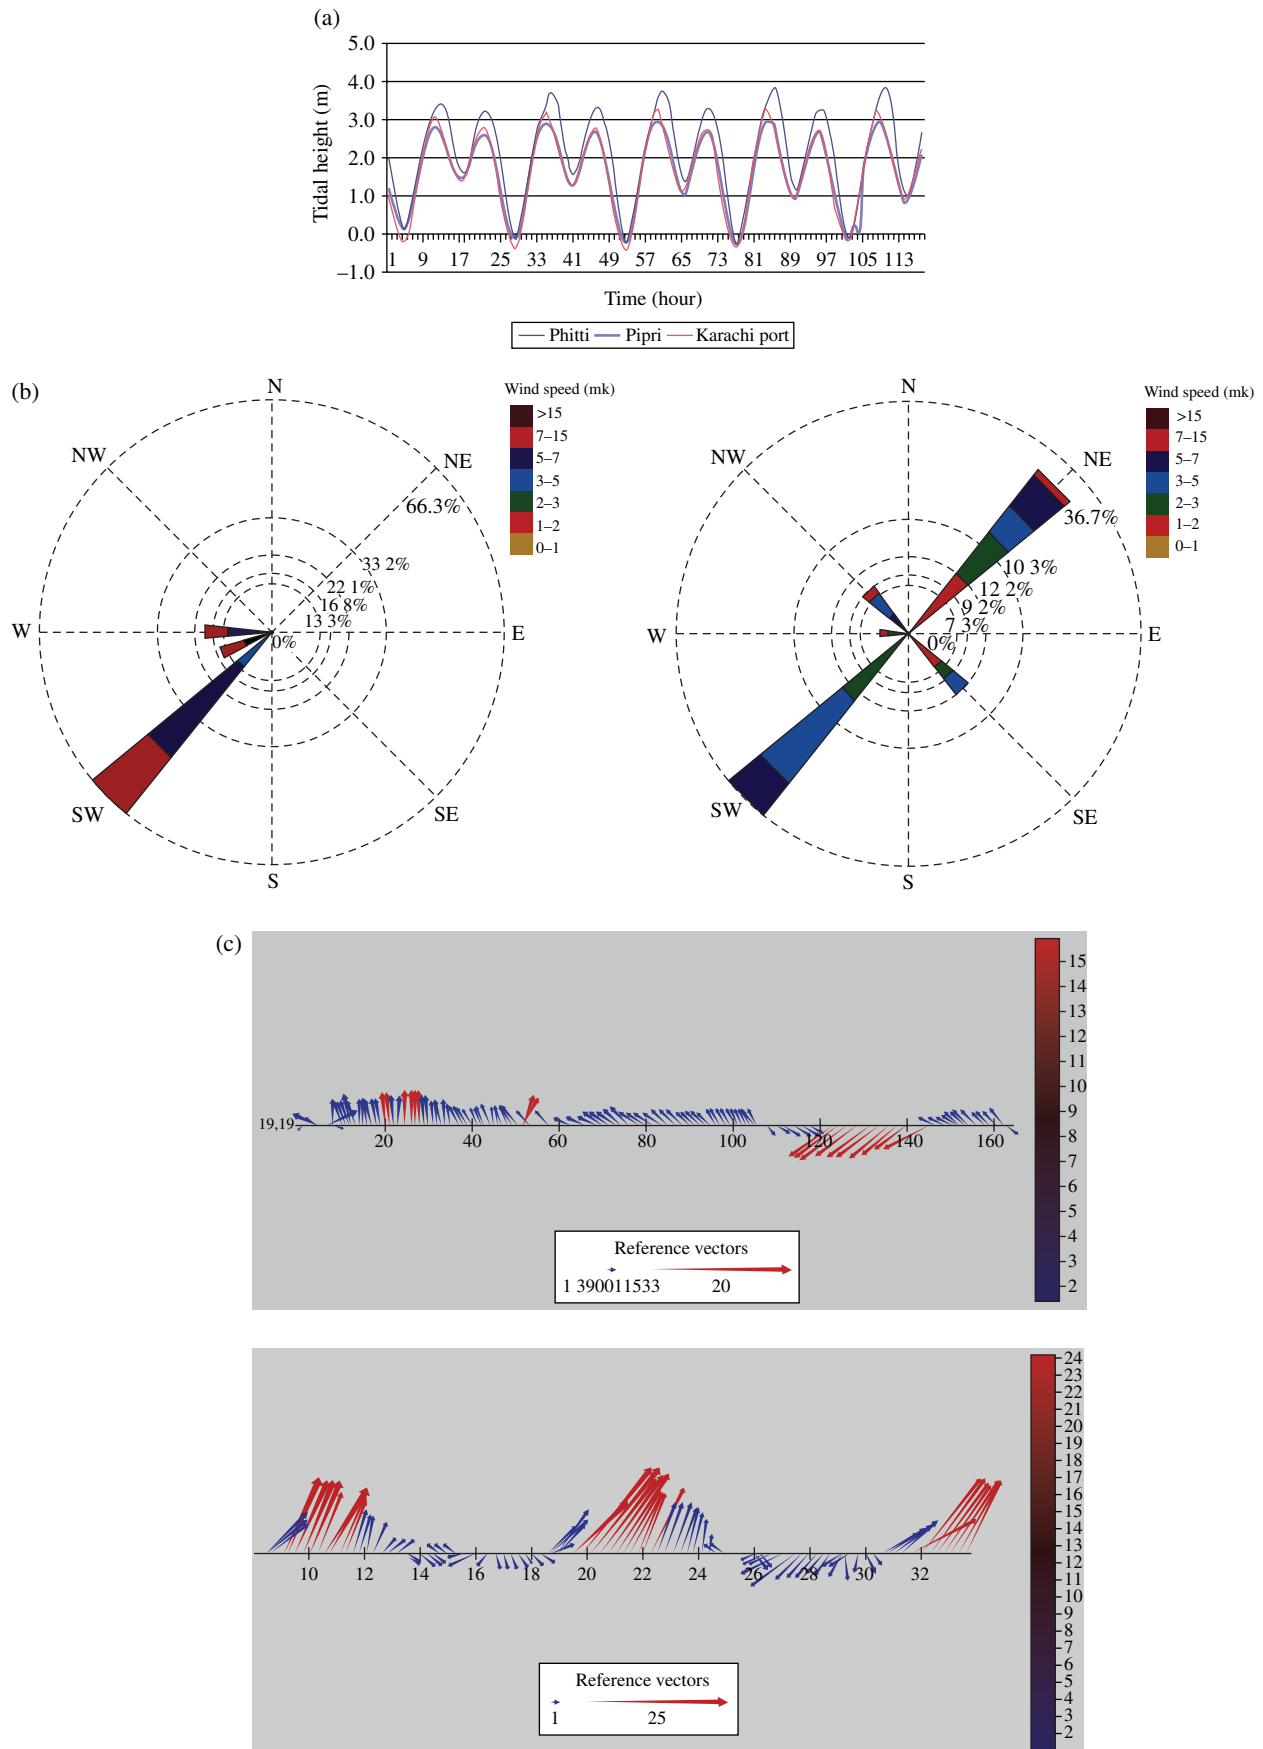 (a)
5.0
4.0
3.0
2.0
1.0
0.0
–1.0
Tidal height (m)
1 9 17 25 33 41 49 57 65 73 81 89 97 105 113
Time (hour)
Phitti Pipri Karachi port
(b)
N
NE
E
SE
S
SW
W
NW
66.3%
33 2%
22 1%
16 8%
13 3%
0%
Wind speed (mk)
>15
7–15
5–7
3–5
2–3
1–2
0–1
N
NE
E
SE
S
SW
W
NW
36.7%
10 3%
12 2%
9 2%
7 3%
0%
Wind speed (mk)
>15
7–15
5–7
3–5
2–3
1–2
0–1
(c)
19,19
20 40 60 80 100 120 140 160
Reference vectors
1 390011533 20
15
14
13
12
11
10
9
8
7
6
5
4
3
2
10 12 14 16 18 20 22 24 26 28 30 32
Reference vectors
1 25
24
23
22
21
20
19
18
17
16
15
14
13
12
11
10
9
8
7
6
5
4
3
2